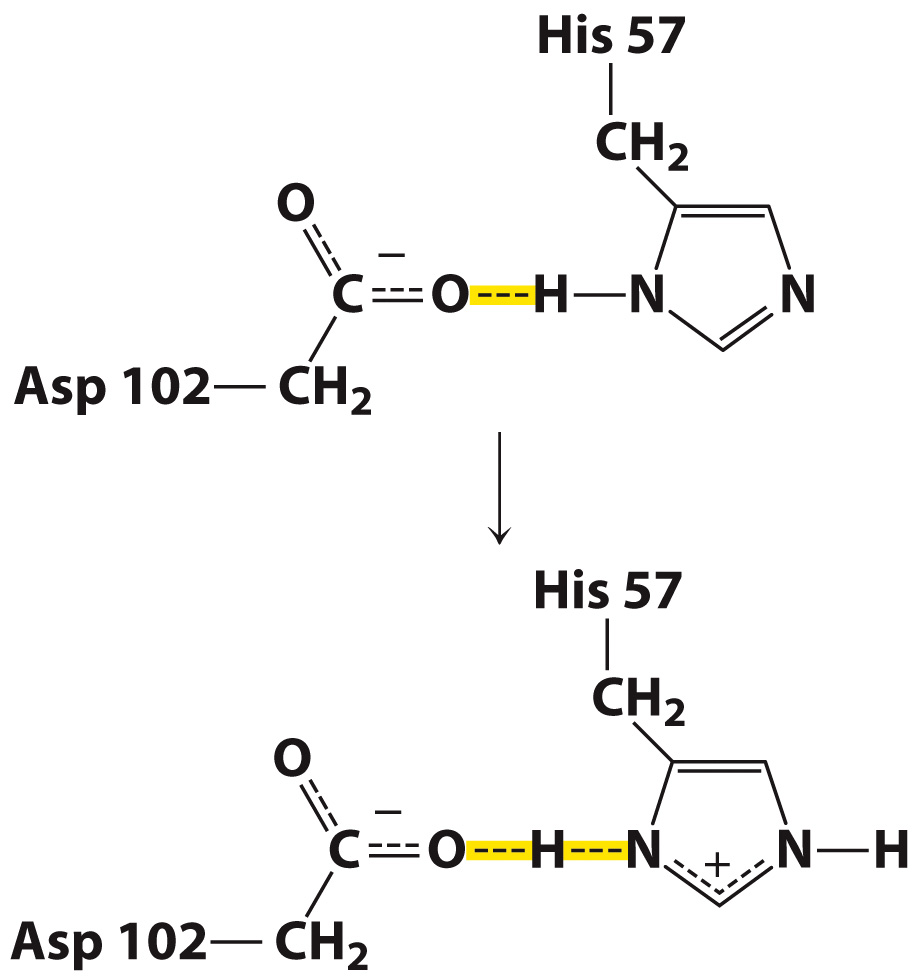 His 57
CH₂
O
C − O H N N
Asp 102 CH₂
His 57
CH₂
O
C − O H N + N H
Asp 102 CH₂